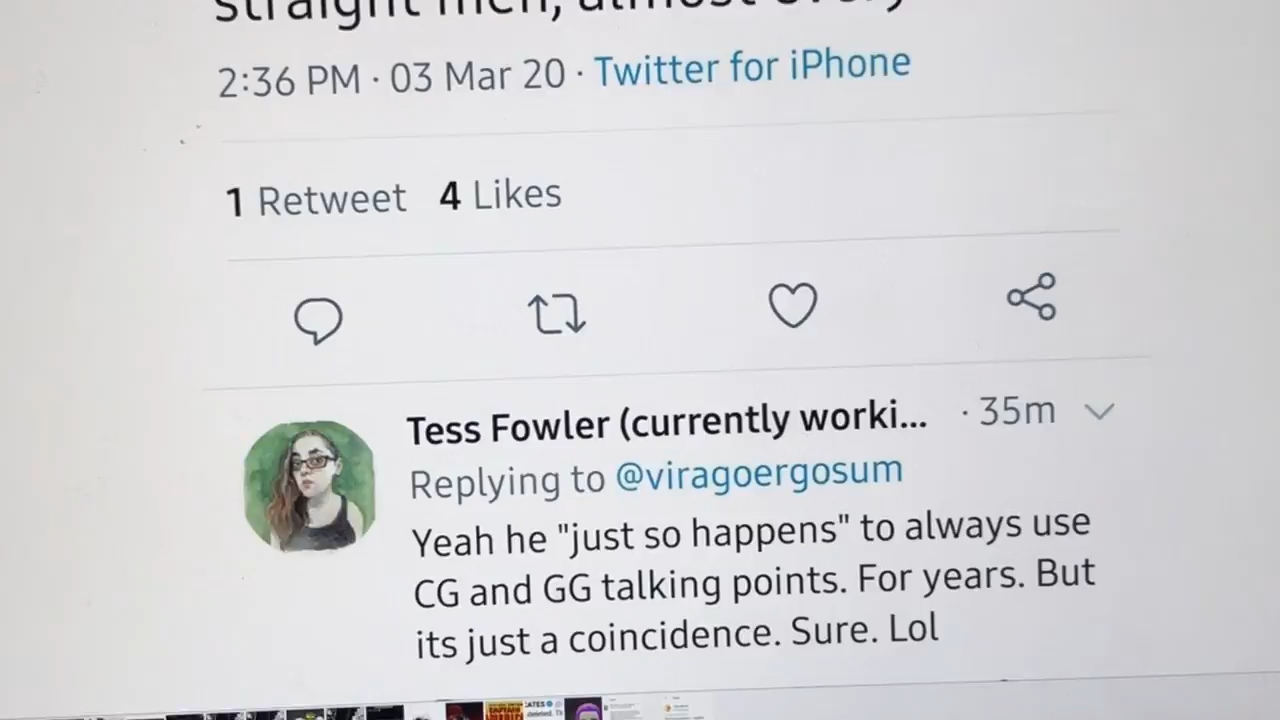 straight men, almost every
2:36 PM · 03 Mar 20 · Twitter for iPhone
1 Retweet 4 Likes
Tess Fowler (currently worki... · 35m
Replying to @viragoergosum
Yeah he "just so happens" to always use
CG and GG talking points. For years. But
its just a coincidence. Sure. Lol